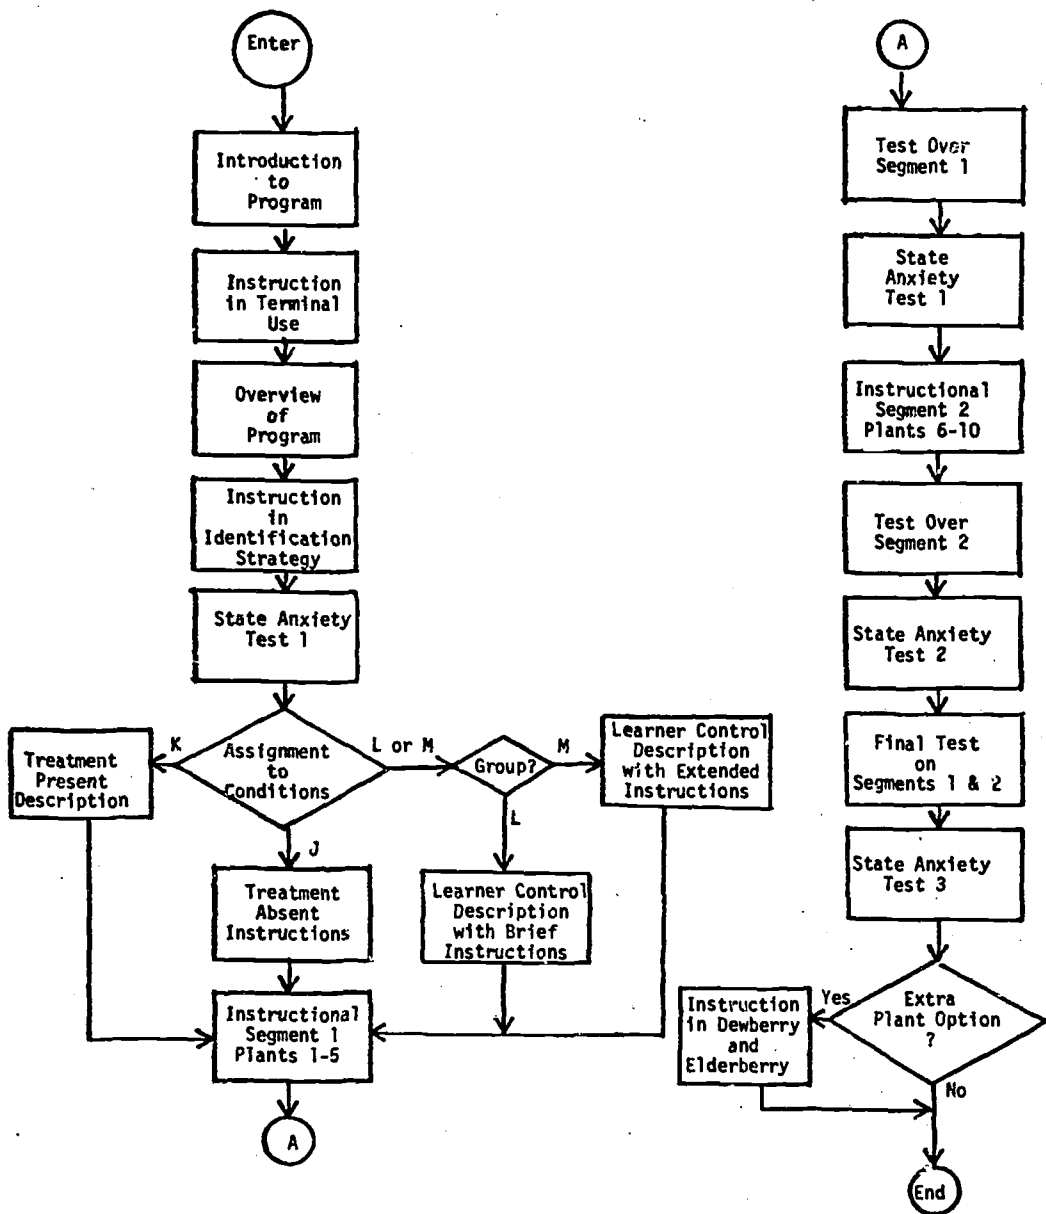 Enter
Introduction
to
Program
Instruction
in Terminal
Use
Overview
of
Program
Instruction
in
Identification
Strategy
State Anxiety
Test 1
Assignment
to
Conditions
K
Treatment
Present
Description
J
Treatment
Absent
Instructions
L or M
Group?
M
Learner Control
Description
with Extended
Instructions
L
Learner Control
Description
with Brief
Instructions
Instructional
Segment 1
Plants 1-5
A
A
Test Over
Segment 1
State
Anxiety
Test 1
Instructional
Segment 2
Plants 6-10
Test Over
Segment 2
State Anxiety
Test 2
Final Test
on
Segments 1 & 2
State Anxiety
Test 3
Extra
Plant Option
?
Yes
Instruction
in Dewberry
and
Elderberry
No
End